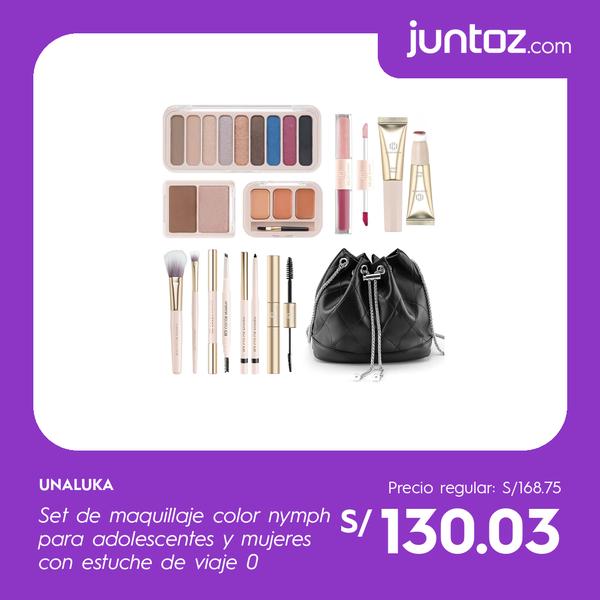 juntoz.com
UNALUKA
Precio regular: S/168.75
Set de maquillaje color nymph
para adolescentes y mujeres
con estuche de viaje 0
S/130.03